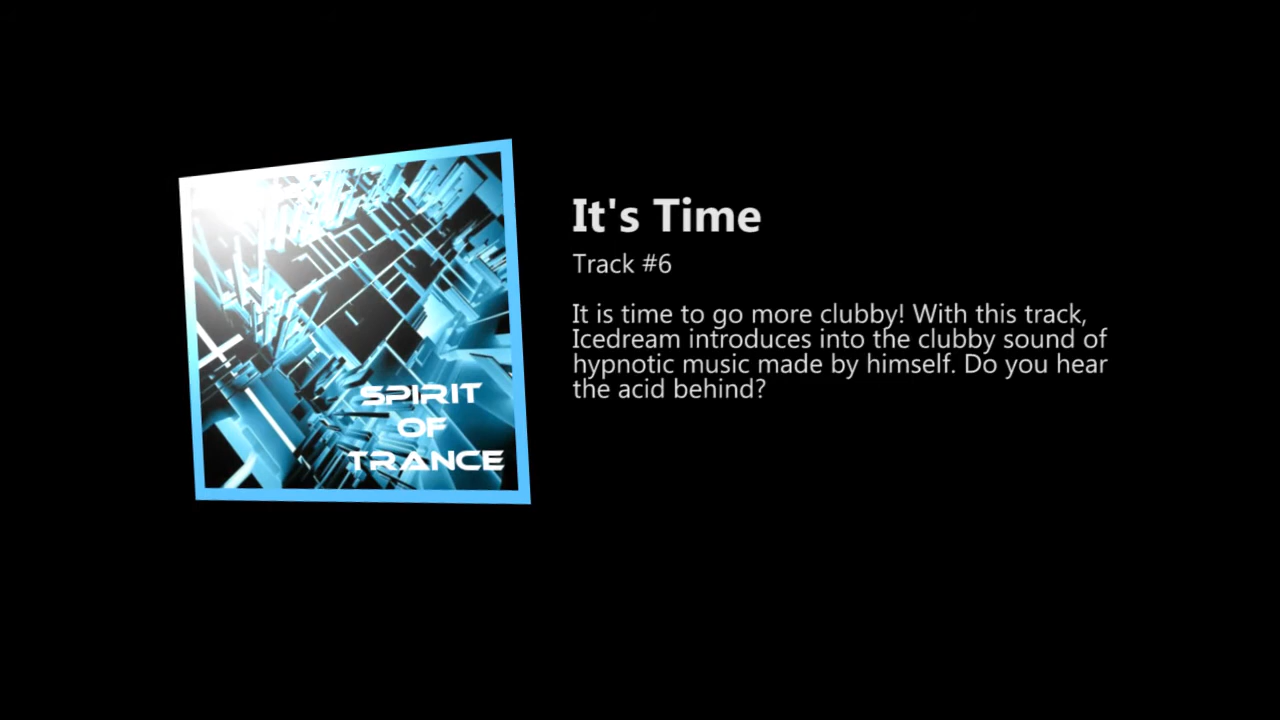 SPIRIT
OF
TRANCE
It's Time
Track #6
It is time to go more clubby! With this track,
Icedream introduces into the clubby sound of
hypnotic music made by himself. Do you hear
the acid behind?